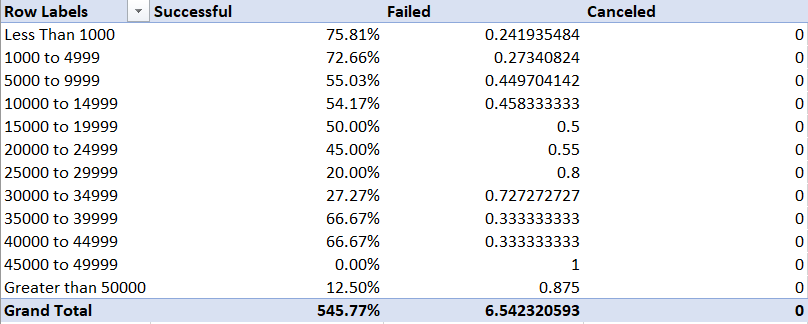 Row Labels Successful Failed Canceled
Less Than 1000 75.81% 0.241935484 0
1000 to 4999 72.66% 0.27340824 0
5000 to 9999 55.03% 0.449704142 0
10000 to 14999 54.17% 0.458333333 0
15000 to 19999 50.00% 0.5 0
20000 to 24999 45.00% 0.55 0
25000 to 29999 20.00% 0.8 0
30000 to 34999 27.27% 0.727272727 0
35000 to 39999 66.67% 0.333333333 0
40000 to 44999 66.67% 0.333333333 0
45000 to 49999 0.00% 1 0
Greater than 50000 12.50% 0.875 0
Grand Total 545.77% 6.542320593 0